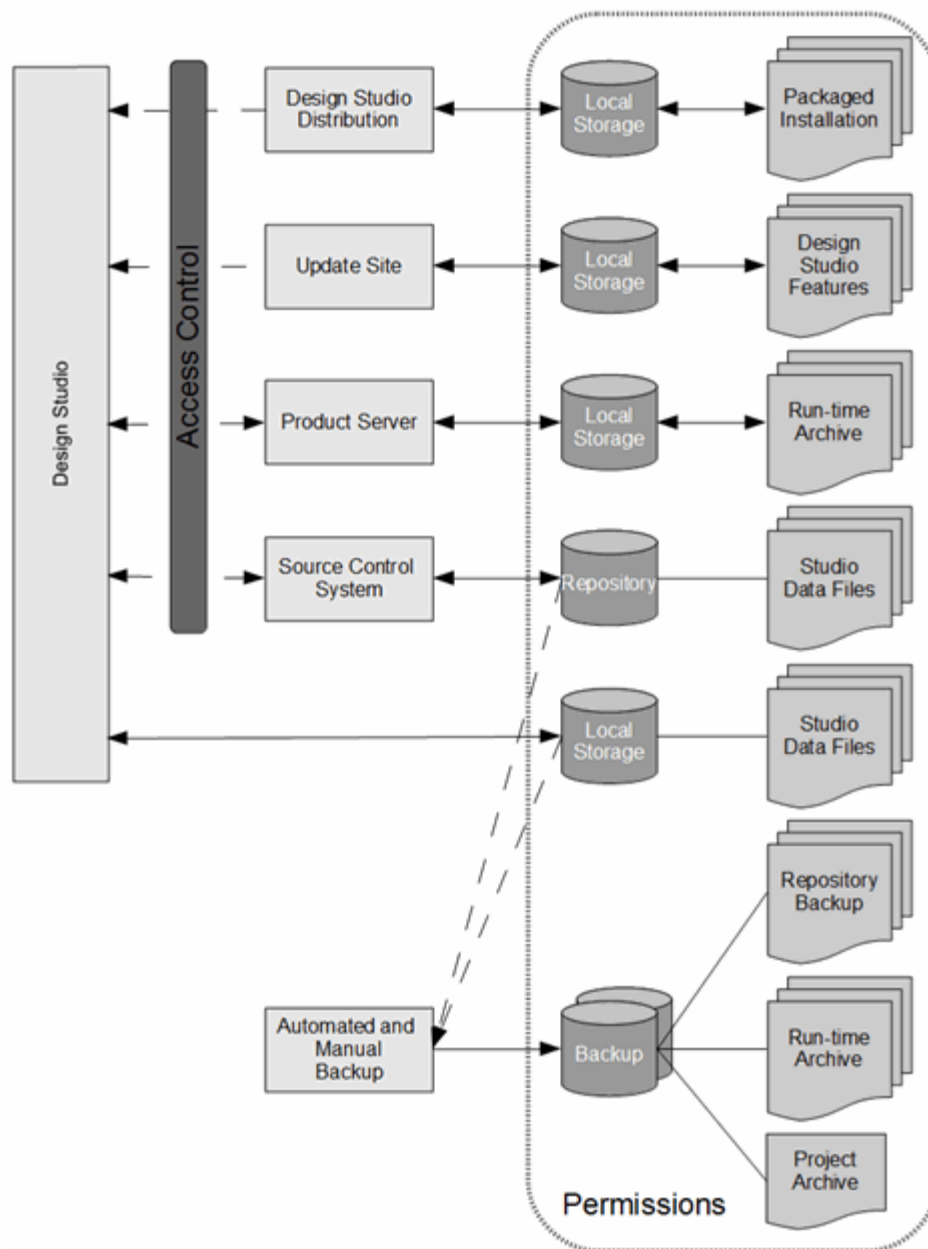 Design Studio
Access Control
Design Studio
Distribution
Local
Storage
Packaged
Installation
Update Site
Local
Storage
Design
Studio
Features
Product Server
Local
Storage
Run-time
Archive
Source Control
System
Repository
Studio
Data Files
Local
Storage
Studio
Data Files
Repository
Backup
Automated and
Manual
Backup
Backup
Run-time
Archive
Project
Archive
Permissions